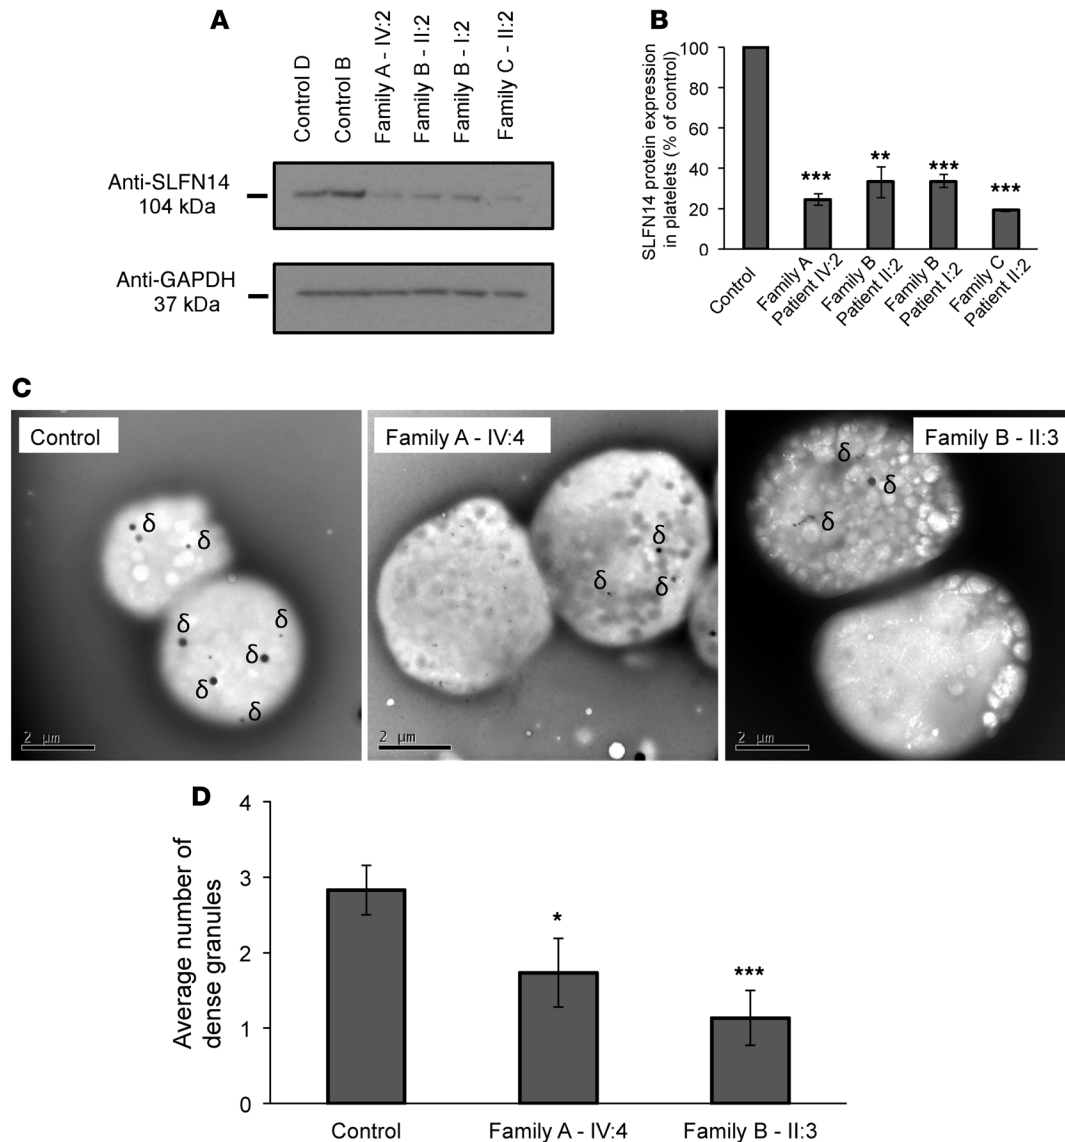 A
Control D
Control B
Family A - IV:2
Family B - II:2
Family B - I:2
Family C - II:2
Anti-SLFN14
104 kDa
Anti-GAPDH
37 kDa
B
SLFN14 protein expression
in platelets (% of control)
100
80
60
40
20
0
***
**
***
***
Control
Family A
Patient IV:2
Family B
Patient II:2
Family B
Patient I:2
Family C
Patient II:2
C
Control
δ
δ
δ
δ
δ
δ
δ
2 µm
Family A - IV:4
δ
δ
δ
2 µm
Family B - II:3
δ
δ
δ
2 µm
D
Average number of
dense granules
4
3
2
1
0
*
***
Control
Family A - IV:4
Family B - II:3